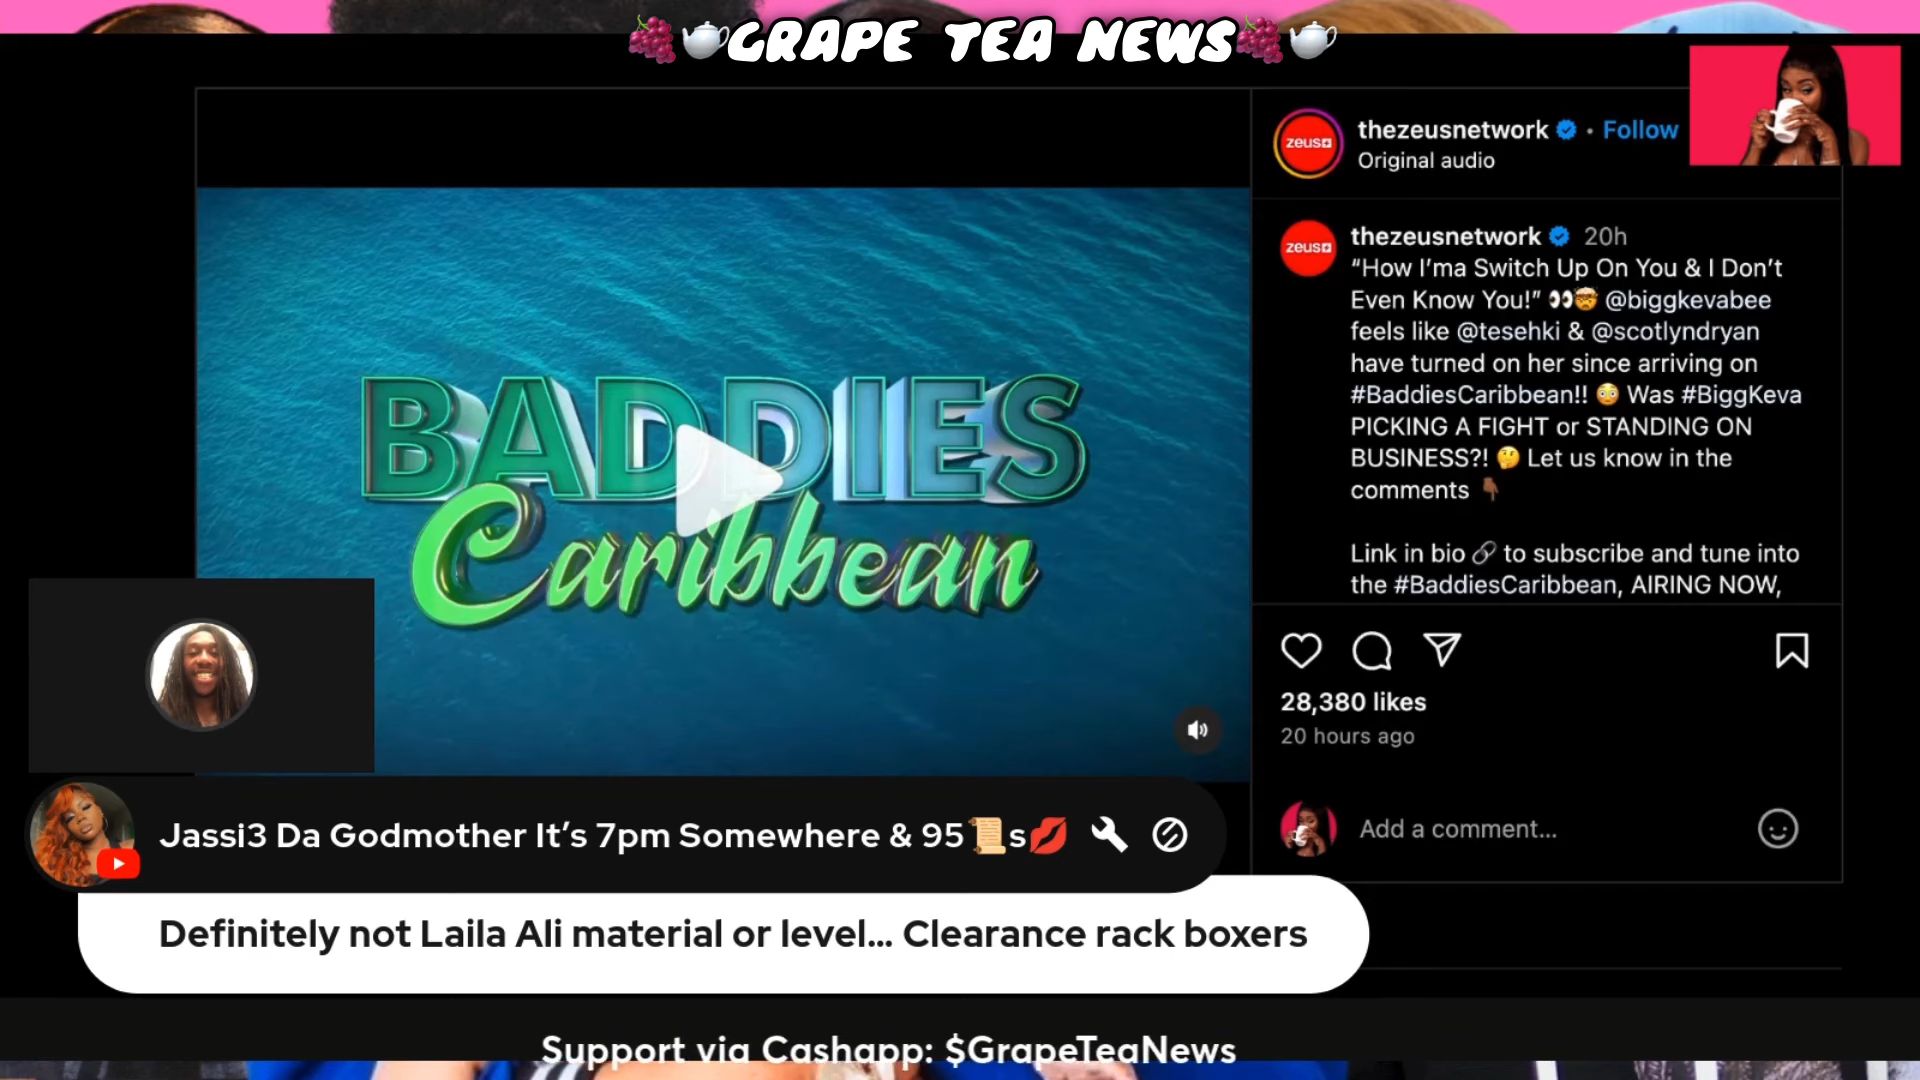 🍇🫖GRAPE TEA NEWS🍇🫖
zeus
thezeusnetwork • Follow
Original audio
zeus
thezeusnetwork 20h
“How I’ma Switch Up On You & I Don’t
Even Know You!” 👀🤯 @biggkevabee
feels like @tesehki & @scotlyndryan
have turned on her since arriving on
#BaddiesCaribbean!! 😳 Was #BiggKeva
PICKING A FIGHT or STANDING ON
BUSINESS?! 🤔 Let us know in the
comments 👇🏾
Link in bio 🔗 to subscribe and tune into
the #BaddiesCaribbean, AIRING NOW,
BADDIES
Caribbean
28,380 likes
20 hours ago
Add a comment...
Jassi3 Da Godmother It’s 7pm Somewhere & 95📜s💋
Definitely not Laila Ali material or level... Clearance rack boxers
Support via Cashapp: $GrapeTeaNews